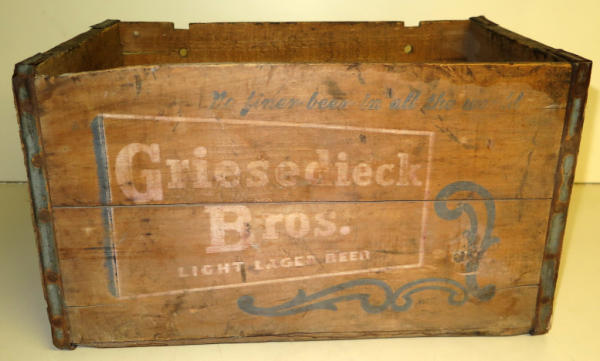 No finer beer in all the world
Griesedieck
Bros.
LIGHT LAGER BEER